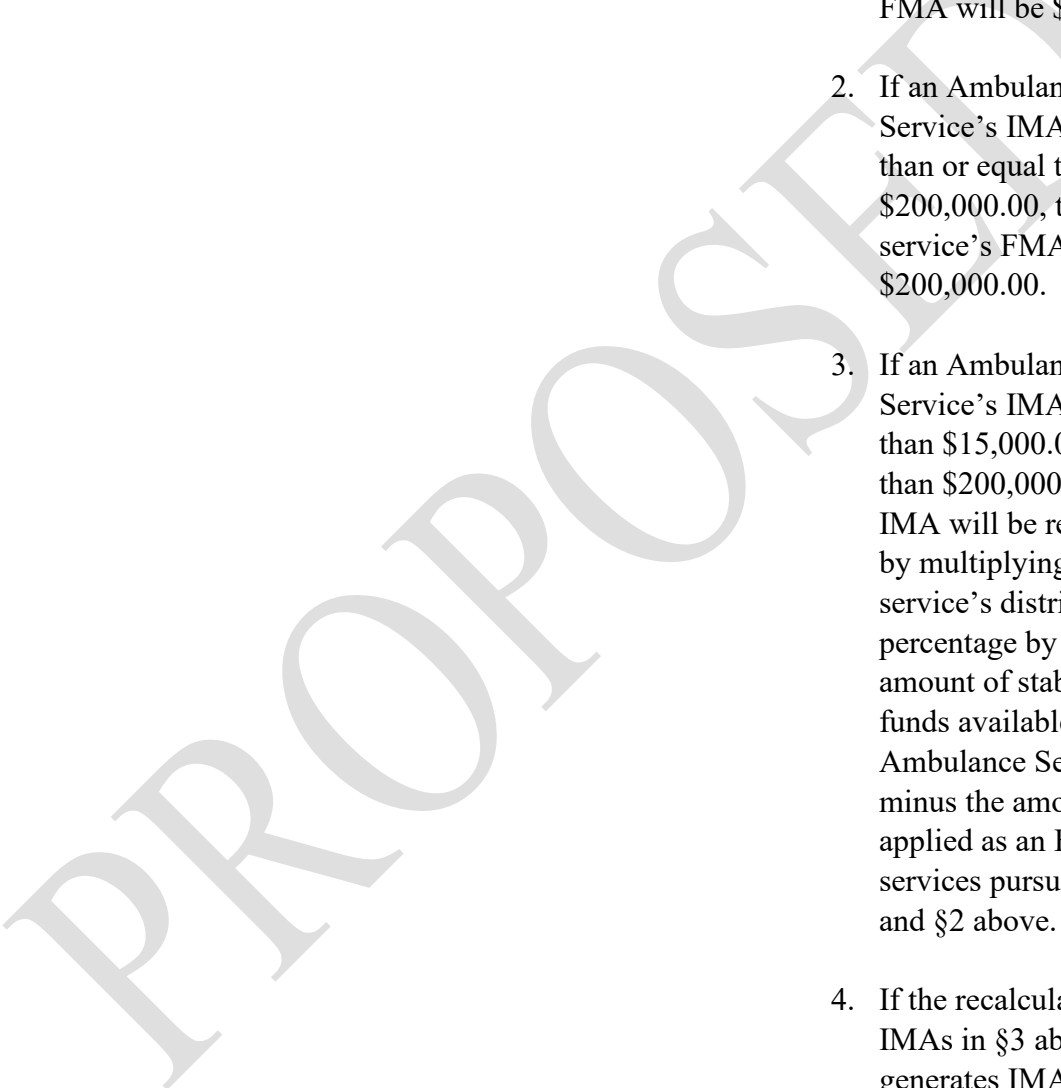 FMA will be $
2. If an Ambulan
Service’s IMA
than or equal t
$200,000.00, t
service’s FMA
$200,000.00.
3. If an Ambulan
Service’s IMA
than $15,000.0
than $200,000
IMA will be re
by multiplying
service’s distri
percentage by
amount of stab
funds available
Ambulance Se
minus the amo
applied as an
services pursu
and §2 above.
4. If the recalcula
IMAs in §3 ab
generates IMA
PROPOSED